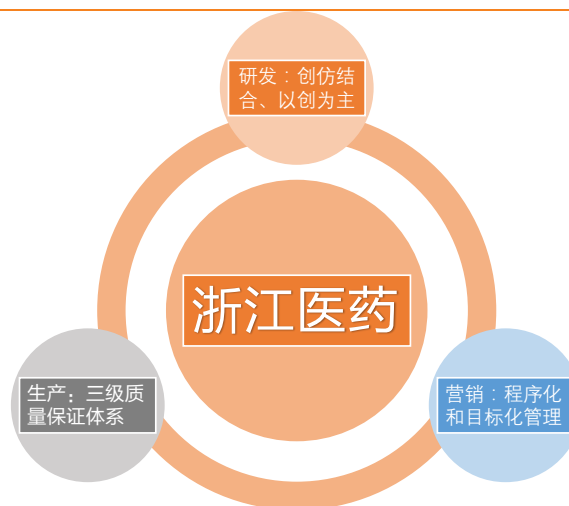 研发：创仿结
合、以创为主
浙江医药
生产：三级质
量保证体系
营销：程序化
和目标化管理